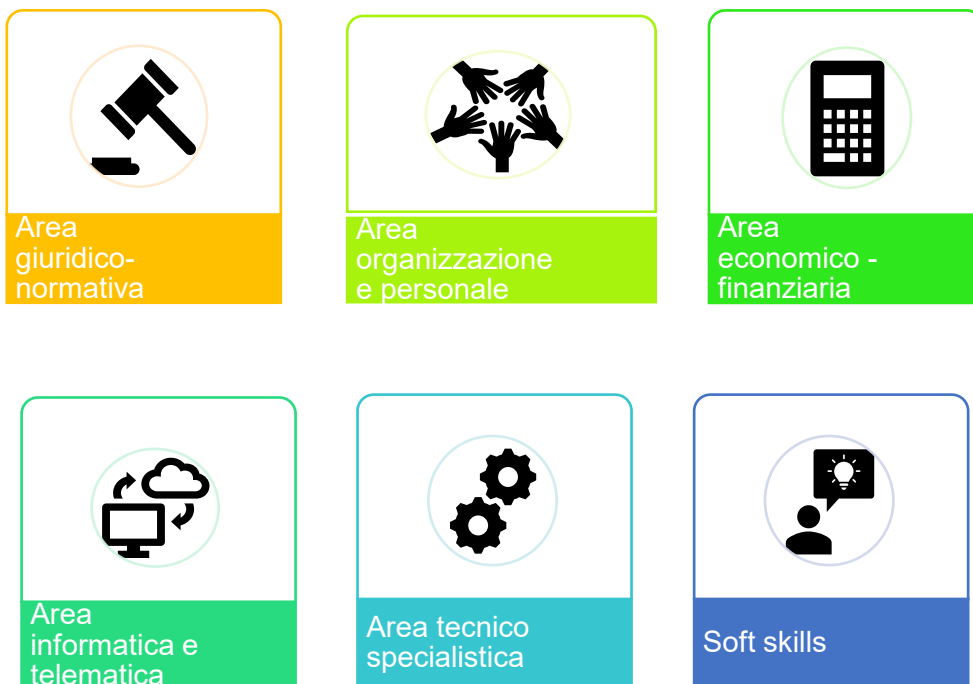 Area
giuridico-
normativa
Area
organizzazione
e personale
Area
economico -
finanziaria
Area
informatica e
telematica
Area tecnico
specialistica
Soft skills